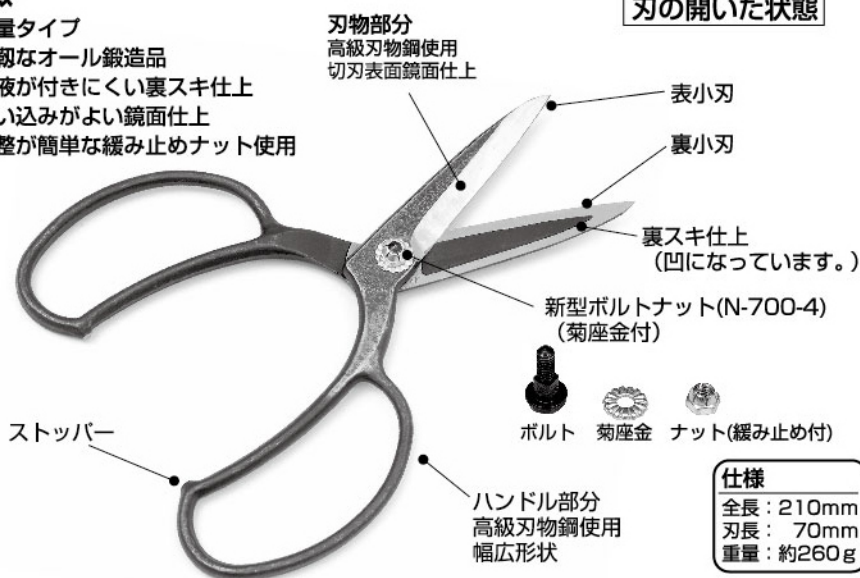 刃の開いた状態
量タイプ
靱なオール鍛造品
液が付きにくい裏スキ仕上
い込みがよい鏡面仕上
整が簡単な緩み止めナット使用
刃物部分
高級刃物鋼使用
切刃表面鏡面仕上
表小刃
裏小刃
裏スキ仕上
(凹になっています。)
新型ボルトナット(N-700-4)
(菊座金付)
ボルト 菊座金 ナット(緩み止め付)
ストッパー
ハンドル部分
高級刃物鋼使用
幅広形状
仕様
全長:210mm
刃長: 70mm
重量:約260g